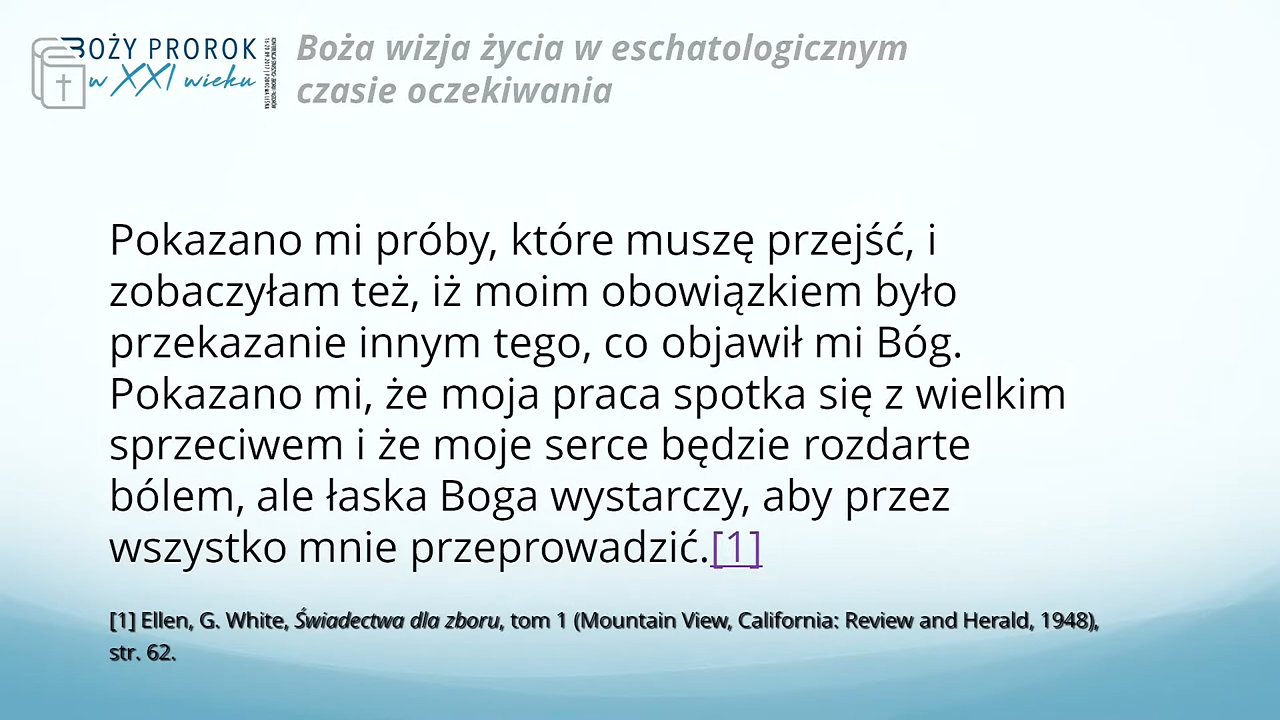 BOŻY PROROK
w XXI wieku
Boża wizja życia w eschatologicznym
czasie oczekiwania
Pokazano mi próby, które muszę przejść, i
zobaczyłam też, iż moim obowiązkiem było
przekazanie innym tego, co objawił mi Bóg.
Pokazano mi, że moja praca spotka się z wielkim
sprzeciwem i że moje serce będzie rozdarte
bólem, ale łaska Boga wystarczy, aby przez
wszystko mnie przeprowadzić.[1]
[1] Ellen, G. White, Świadectwa dla zboru, tom 1 (Mountain View, California: Review and Herald, 1948),
str. 62.